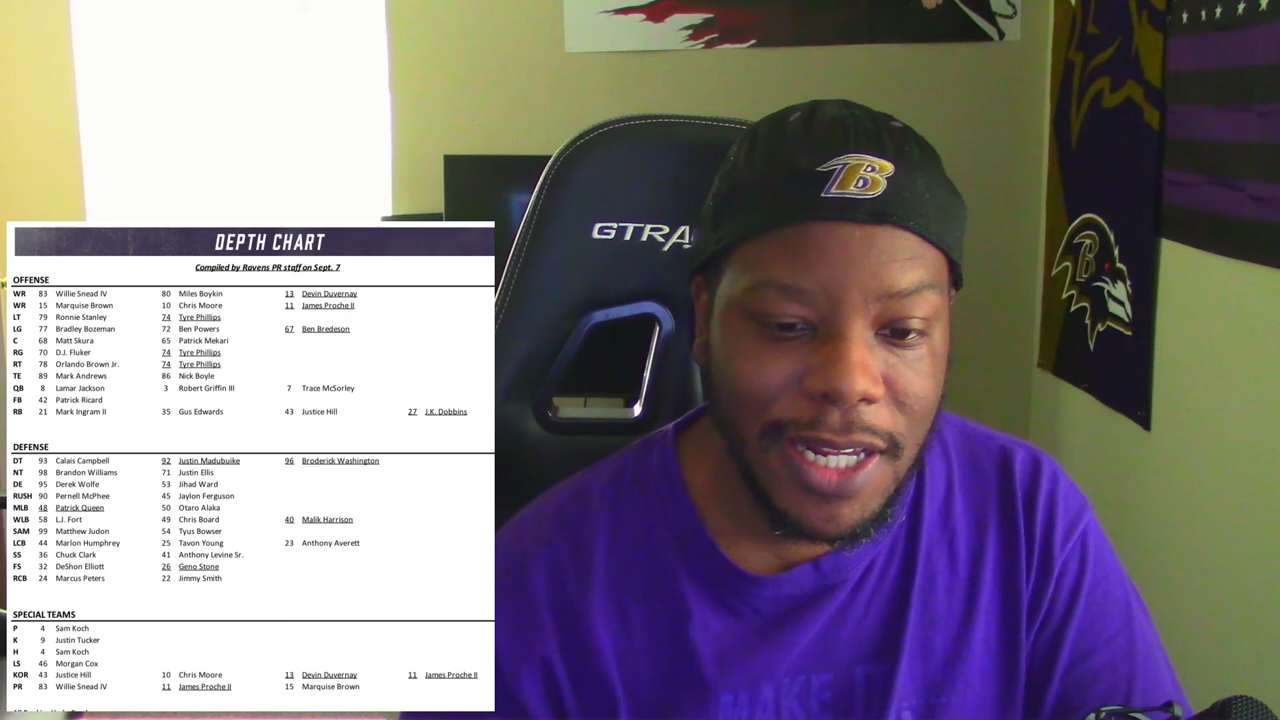 GTRA
B
DEPTH CHART
Compiled by Ravens PR staff on Sept. 7
OFFENSE
WR 83 Willie Snead IV 80 Miles Boykin 13 Devin Duvernay
WR 15 Marquise Brown 10 Chris Moore 11 James Proche II
LT 79 Ronnie Stanley 74 Tyre Phillips
LG 77 Bradley Bozeman 72 Ben Powers 67 Ben Bredeson
C 68 Matt Skura 65 Patrick Mekari
RG 70 D.J. Fluker 74 Tyre Phillips
RT 78 Orlando Brown Jr. 74 Tyre Phillips
TE 89 Mark Andrews 86 Nick Boyle
QB 8 Lamar Jackson 3 Robert Griffin III 7 Trace McSorley
FB 42 Patrick Ricard
RB 21 Mark Ingram II 35 Gus Edwards 43 Justice Hill 27 J.K. Dobbins
DEFENSE
DT 93 Calais Campbell 92 Justin Madubuike 96 Broderick Washington
NT 98 Brandon Williams 71 Justin Ellis
DE 95 Derek Wolfe 53 Jihad Ward
RUSH 90 Pernell McPhee 45 Jaylon Ferguson
MLB 48 Patrick Queen 50 Otaro Alaka
WLB 58 L.J. Fort 49 Chris Board 40 Malik Harrison
SAM 99 Matthew Judon 54 Tyus Bowser
LCB 44 Marlon Humphrey 25 Tavon Young 23 Anthony Averett
SS 36 Chuck Clark 41 Anthony Levine Sr.
FS 32 DeShon Elliott 26 Geno Stone
RCB 24 Marcus Peters 22 Jimmy Smith
SPECIAL TEAMS
P 4 Sam Koch
K 9 Justin Tucker
H 4 Sam Koch
LS 46 Morgan Cox
KOR 43 Justice Hill 10 Chris Moore 13 Devin Duvernay 11 James Proche II
PR 83 Willie Snead IV 11 James Proche II 15 Marquise Brown